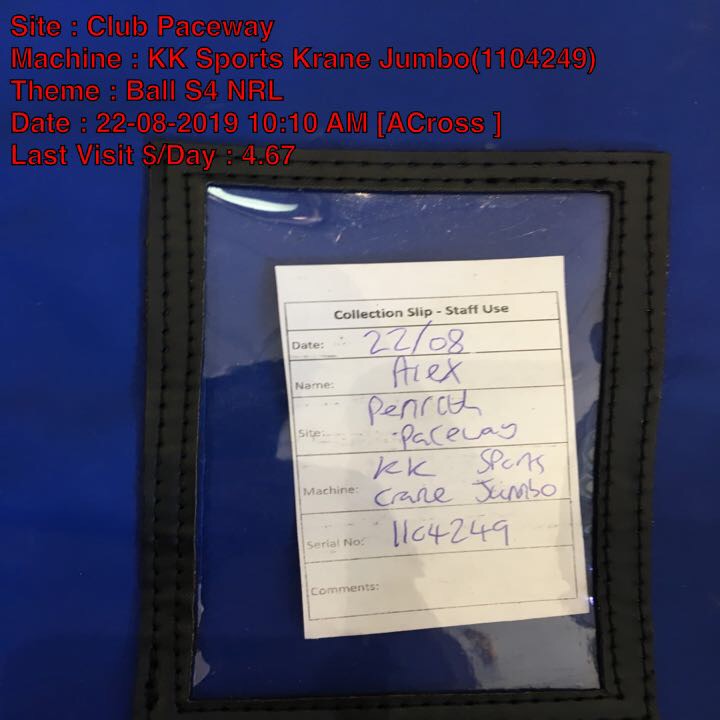 Site : Club Paceway
Machine : KK Sports Krane Jumbo(1104249)
Theme : Ball S4 NRL
Date : 22-08-2019 10:10 AM [ACross ]
Last Visit $/Day : 4.67
Collection Slip - Staff Use
Date: 22/08
Name: Alex
Penrith
Site: Paceway
KK Sports
Machine: Crane Jumbo
Serial No: 1104249
Comments: